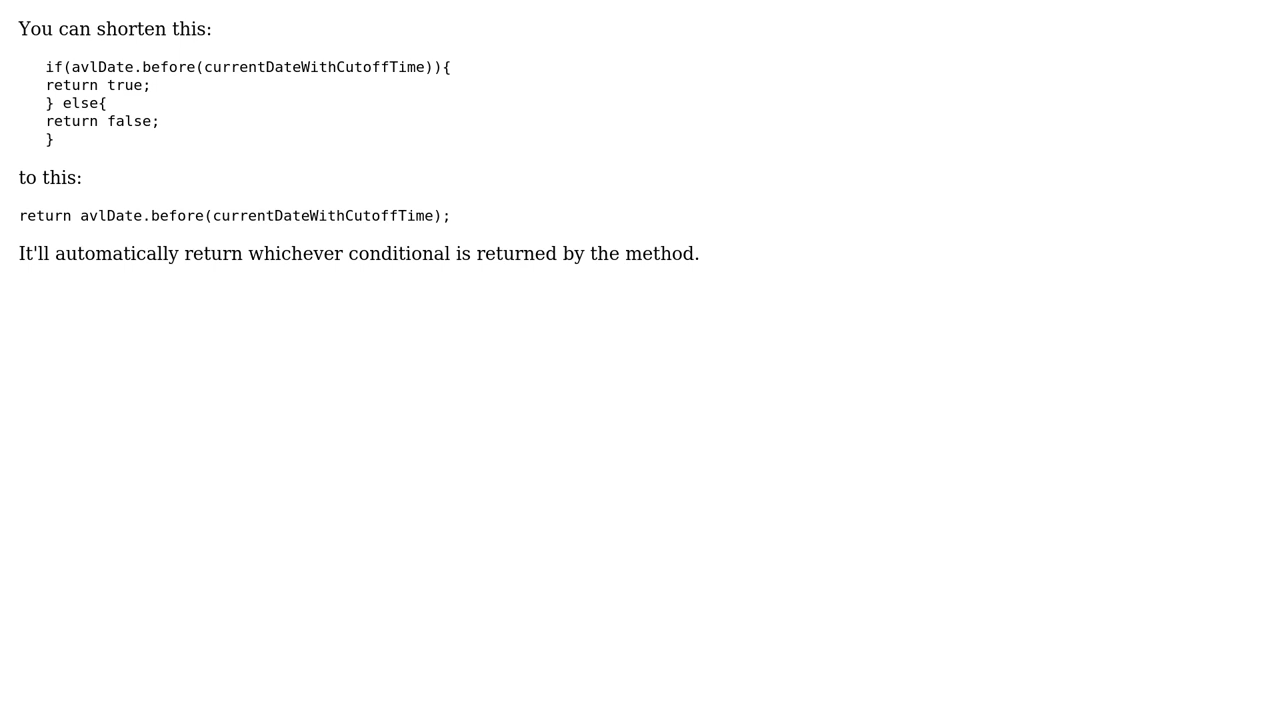 You can shorten this:
if(avlDate.before(currentDateWithCutoffTime)){
return true;
} else{
return false;
}
to this:
return avlDate.before(currentDateWithCutoffTime);
It'll automatically return whichever conditional is returned by the method.